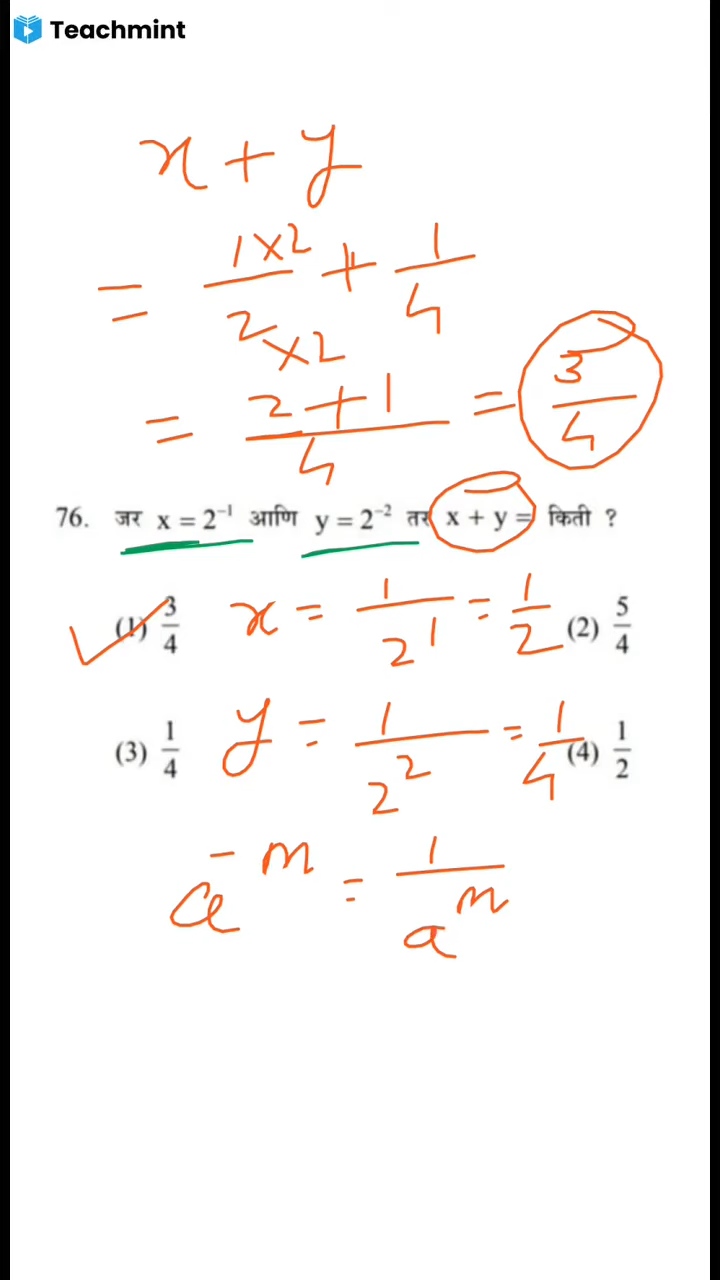 Teachmint
x + y
= 1×2/2×2 + 1/4
= 2+1/4 = 3/4
76. जर x = 2⁻¹ आणि y = 2⁻² तर x + y = किती ?
(1) 3/4 x = 1/2¹ = 1/2 (2) 5/4
(3) 1/4 y = 1/2² = 1/4 (4) 1/2
a⁻ᵐ = 1/aᵐ